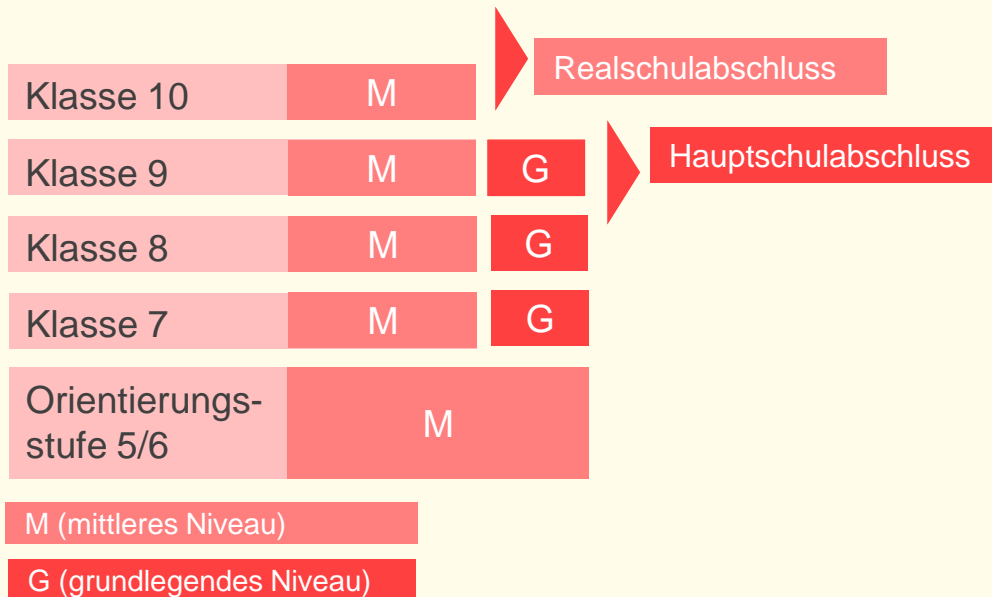 Realschulabschluss
Klasse 10 M
Klasse 9 M G
Hauptschulabschluss
Klasse 8 M G
Klasse 7 M G
Orientierungs-
stufe 5/6
M
M (mittleres Niveau)
G (grundlegendes Niveau)